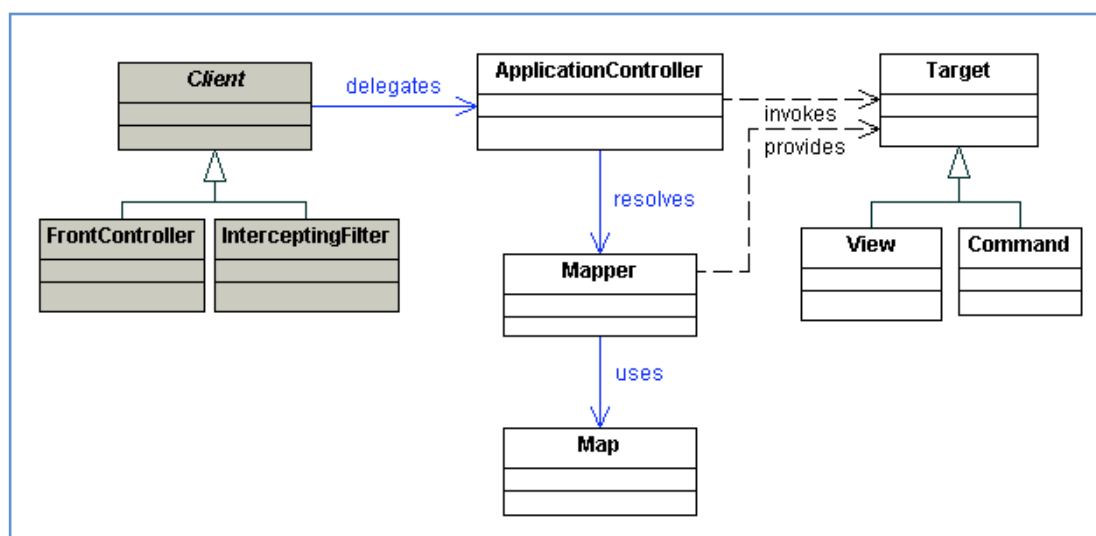 Client
delegates
ApplicationController
Target
invokes
provides
FrontController
InterceptingFilter
resolves
View
Command
Mapper
uses
Map